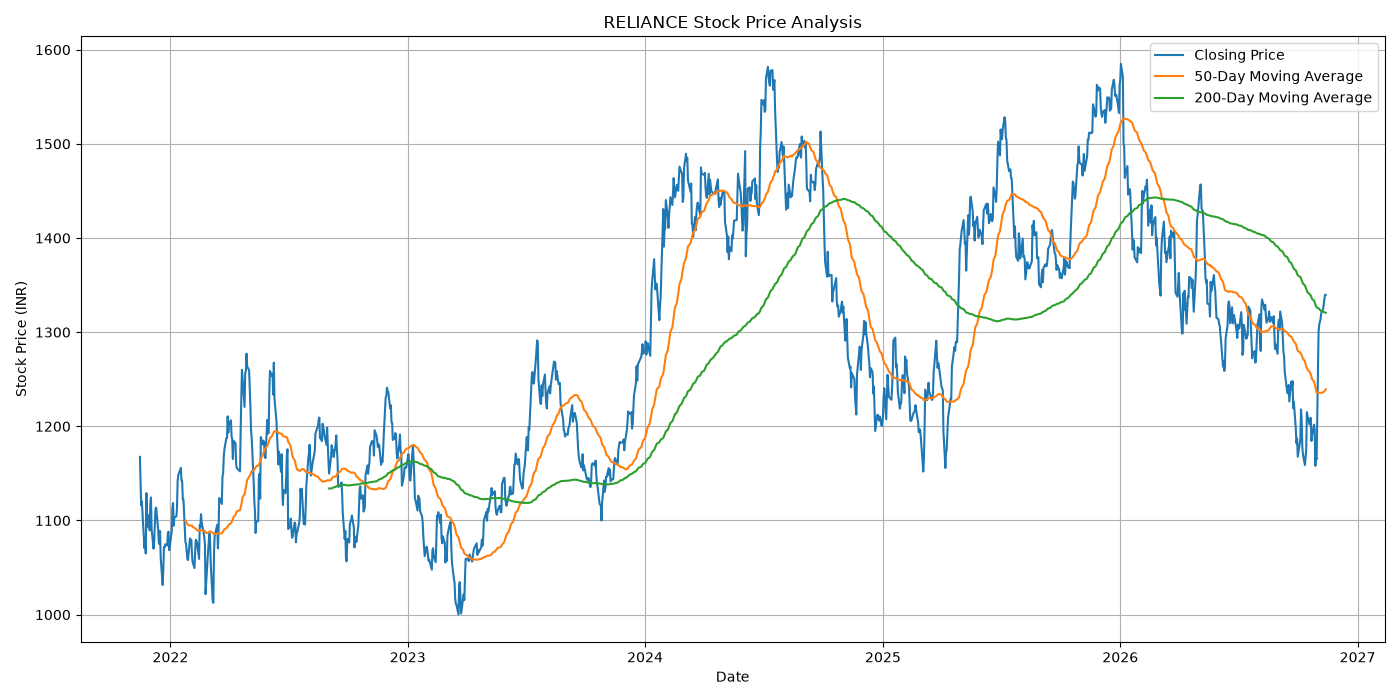 RELIANCE Stock Price Analysis
Closing Price
50-Day Moving Average
200-Day Moving Average
Stock Price (INR)
1600
1500
1400
1300
1200
1100
1000
2022
2023
2024
2025
2026
2027
Date